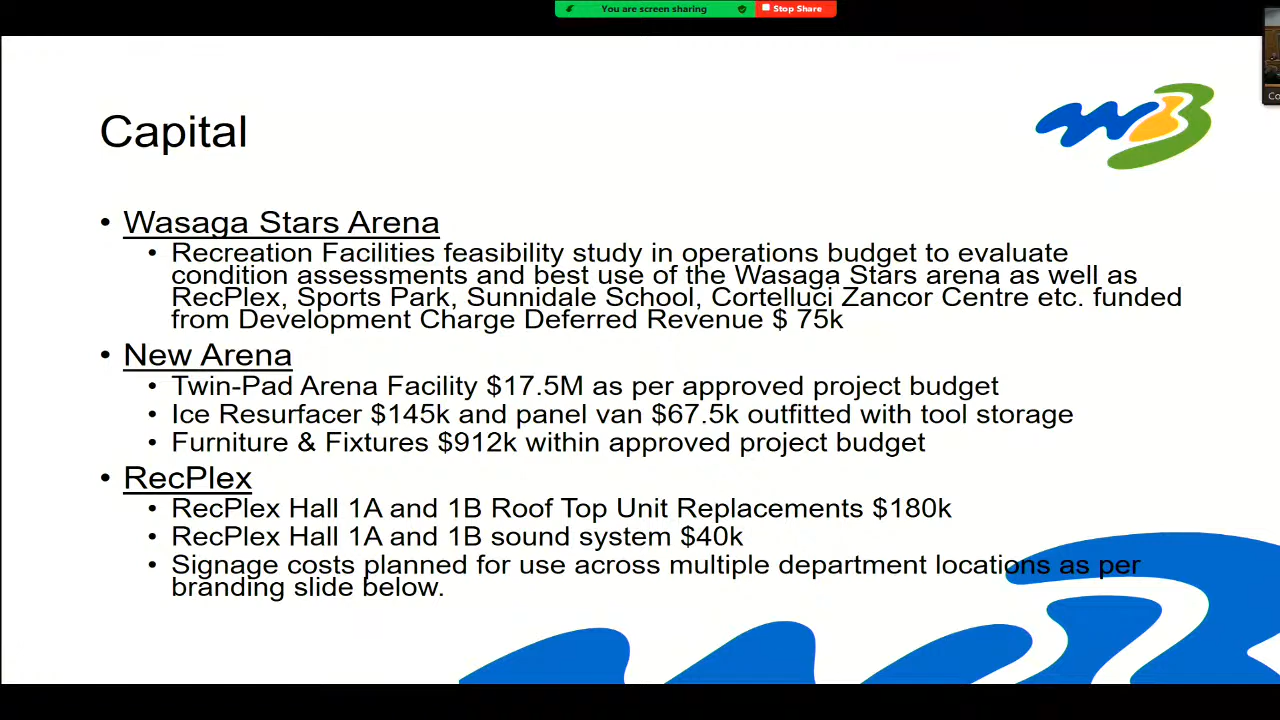 You are screen sharing
Stop Share
Co
Capital
• Wasaga Stars Arena
• Recreation Facilities feasibility study in operations budget to evaluate
condition assessments and best use of the Wasaga Stars arena as well as
RecPlex, Sports Park, Sunnidale School, Cortelluci Zancor Centre etc. funded
from Development Charge Deferred Revenue $ 75k
• New Arena
• Twin-Pad Arena Facility $17.5M as per approved project budget
• Ice Resurfacer $145k and panel van $67.5k outfitted with tool storage
• Furniture & Fixtures $912k within approved project budget
• RecPlex
• RecPlex Hall 1A and 1B Roof Top Unit Replacements $180k
• RecPlex Hall 1A and 1B sound system $40k
• Signage costs planned for use across multiple department locations as per
branding slide below.